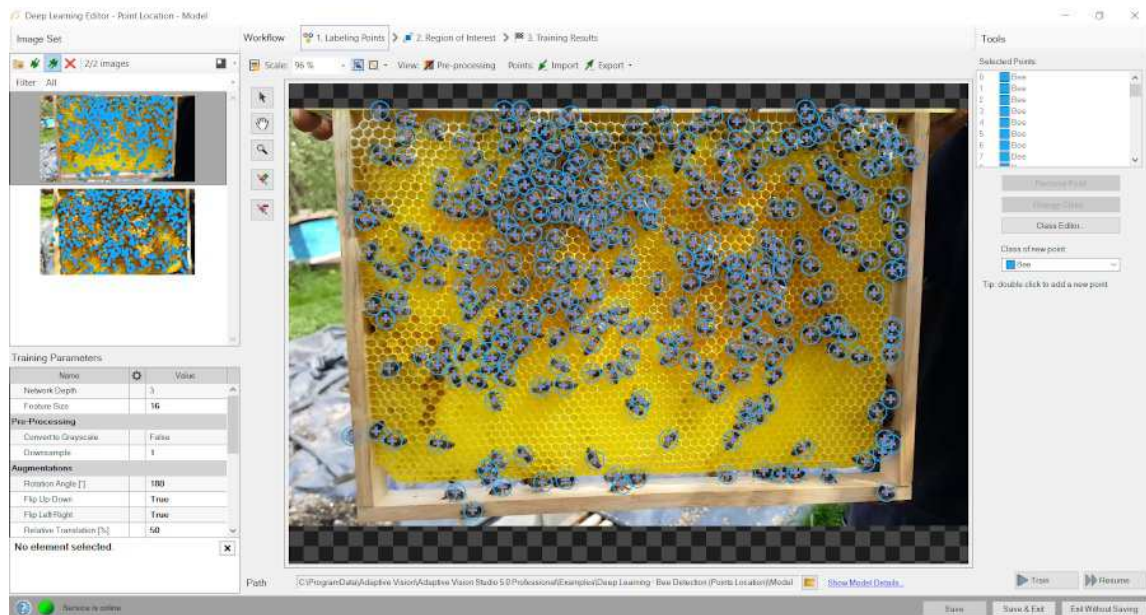 Deep Learning Editor - Point Location - Model
Image Set
Workflow
1. Labeling Points
2. Region of Interest
3. Training Results
Tools
2/2 images
Scale: 96 %
View:
Pre-processing
Points:
Import
Export
Selected Points:
Filter: All
0 Bee
1 Bee
2 Bee
3 Bee
4 Bee
5 Bee
6 Bee
7 Bee
Remove Point
Change Class
Class Editor...
Class of new point:
Bee
Tip: double click to add a new point
Training Parameters
Name Value
Network Depth 3
Feature Size 16
Pre-Processing
Convert to Grayscale False
Downsample 1
Augmentations
Rotation Angle [°] 180
Flip Up-Down True
Flip Left-Right True
Relative Translation [%] 50
No element selected.
Path
C:\ProgramData\Adaptive Vision\Adaptive Vision Studio 5.0 Professional\Examples\Deep Learning - Bee Detection (Points Location)\Model
Show Model Details...
Train
Resume
Service is online
Save
Save & Exit
Exit Without Saving